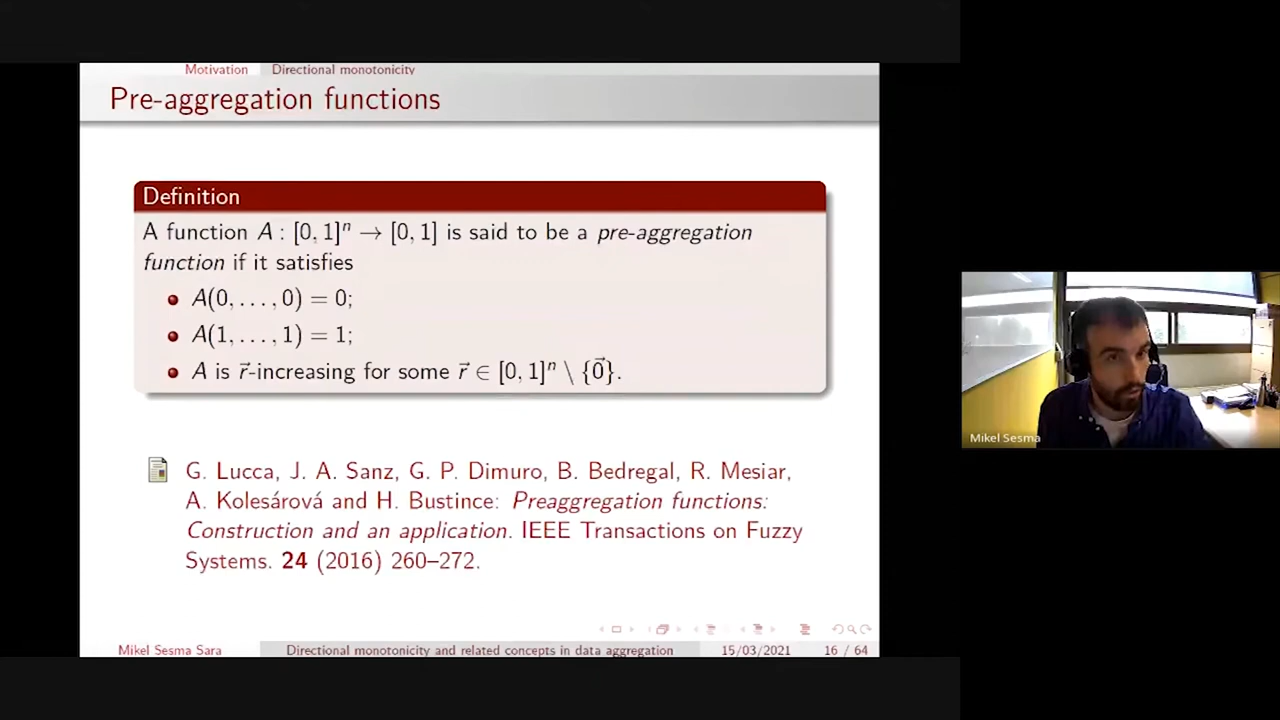 Motivation Directional monotonicity
Pre-aggregation functions
Definition
A function A : [0, 1]ⁿ → [0, 1] is said to be a pre-aggregation
function if it satisfies
A(0, . . . , 0) = 0;
A(1, . . . , 1) = 1;
A is r⃗-increasing for some r⃗ ∈ [0, 1]ⁿ \ {0⃗}.
G. Lucca, J. A. Sanz, G. P. Dimuro, B. Bedregal, R. Mesiar,
A. Kolesárová and H. Bustince: Preaggregation functions:
Construction and an application. IEEE Transactions on Fuzzy
Systems. 24 (2016) 260–272.
Mikel Sesma Sara Directional monotonicity and related concepts in data aggregation 15/03/2021 16 / 64
Mikel Sesma